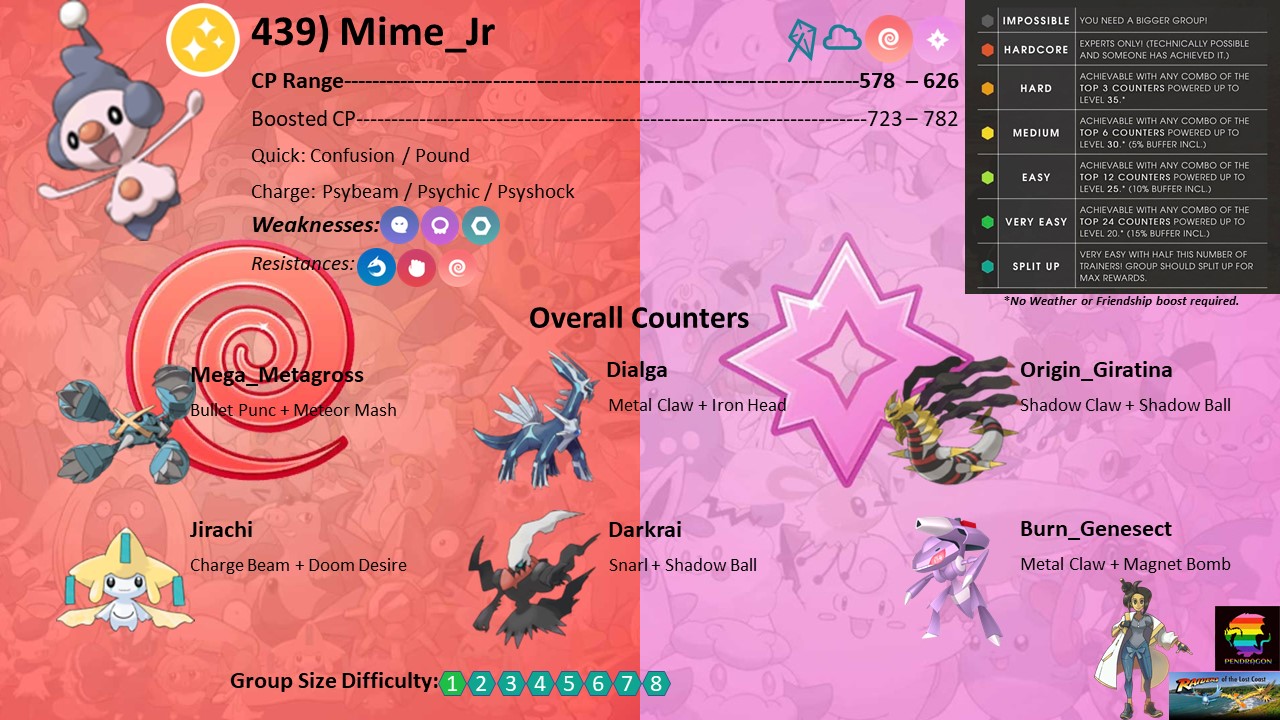 439) Mime_Jr
CP Range------578 – 626
Boosted CP------723 – 782
Quick: Confusion / Pound
Charge: Psybeam / Psychic / Psyshock
Weaknesses:
Resistances:
IMPOSSIBLE YOU NEED A BIGGER GROUP!
HARDCORE EXPERTS ONLY! (TECHNICALLY POSSIBLE
AND SOMEONE HAS ACHIEVED IT.)
HARD ACHIEVABLE WITH ANY COMBO OF THE
TOP 3 COUNTERS POWERED UP TO
LEVEL 35.*
MEDIUM ACHIEVABLE WITH ANY COMBO OF THE
TOP 6 COUNTERS POWERED UP TO
LEVEL 30.* (5% BUFFER INCL.)
EASY ACHIEVABLE WITH ANY COMBO OF THE
TOP 12 COUNTERS POWERED UP TO
LEVEL 25.* (10% BUFFER INCL.)
VERY EASY ACHIEVABLE WITH ANY COMBO OF THE
TOP 24 COUNTERS POWERED UP TO
LEVEL 20.* (15% BUFFER INCL.)
SPLIT UP VERY EASY WITH HALF THIS NUMBER OF
TRAINERS! GROUP SHOULD SPLIT UP FOR
MAX REWARDS.
*No Weather or Friendship boost required.
Overall Counters
Mega_Metagross
Bullet Punc + Meteor Mash
Dialga
Metal Claw + Iron Head
Origin_Giratina
Shadow Claw + Shadow Ball
Jirachi
Charge Beam + Doom Desire
Darkrai
Snarl + Shadow Ball
Burn_Genesect
Metal Claw + Magnet Bomb
Group Size Difficulty: 1 2 3 4 5 6 7 8
PENDRAGON
RAIDERS of the Lost Coast